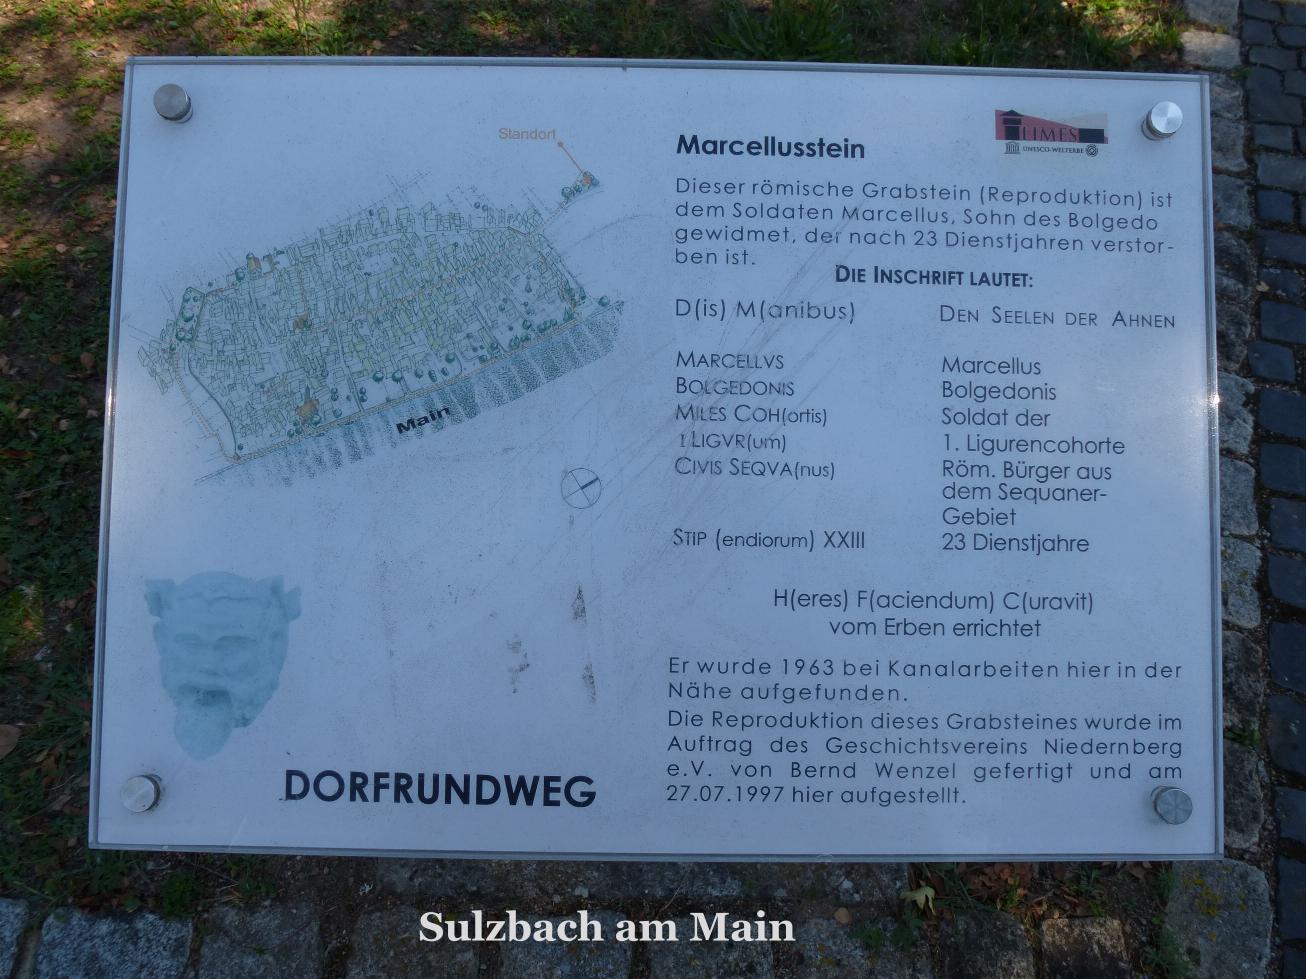 Standort
Marcellusstein
LIMES
UNESCO-WELTERBE
Dieser römische Grabstein (Reproduktion) ist
dem Soldaten Marcellus, Sohn des Bolgedo
gewidmet, der nach 23 Dienstjahren verstor-
ben ist.
DIE INSCHRIFT LAUTET:
D(is) M(anibus) DEN SEELEN DER AHNEN
MARCELLVS Marcellus
BOLGEDONIS Bolgedonis
MILES COH(ortis) Soldat der
I LIGVR(um) 1. Ligurencohorte
CIVIS SEQVA(nus) Röm. Bürger aus
dem Sequaner-
Gebiet
STIP (endiorum) XXIII 23 Dienstjahre
H(eres) F(aciendum) C(uravit)
vom Erben errichtet
Er wurde 1963 bei Kanalarbeiten hier in der
Nähe aufgefunden.
Die Reproduktion dieses Grabsteines wurde im
Auftrag des Geschichtsvereins Niedernberg
e.V. von Bernd Wenzel gefertigt und am
27.07.1997 hier aufgestellt.
Main
DORFRUNDWEG
Sulzbach am Main